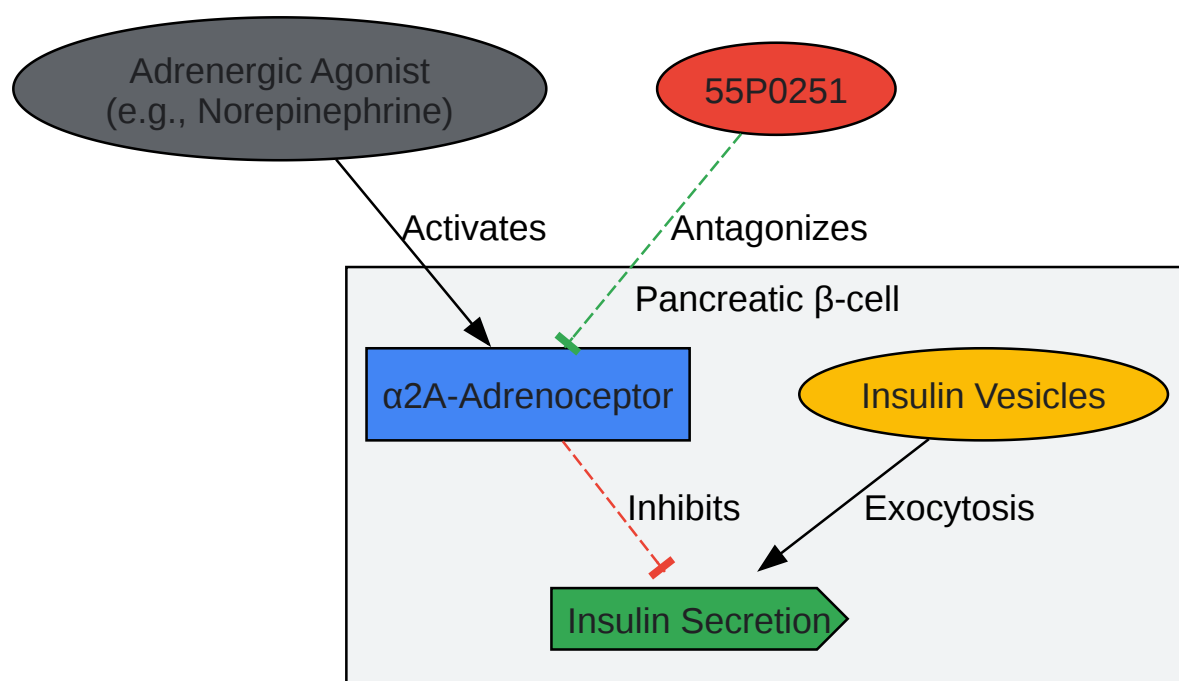 Adrenergic Agonist
(e.g., Norepinephrine)
55P0251
Activates
Antagonizes
Pancreatic β-cell
α2A-Adrenoceptor
Insulin Vesicles
Inhibits
Exocytosis
Insulin Secretion